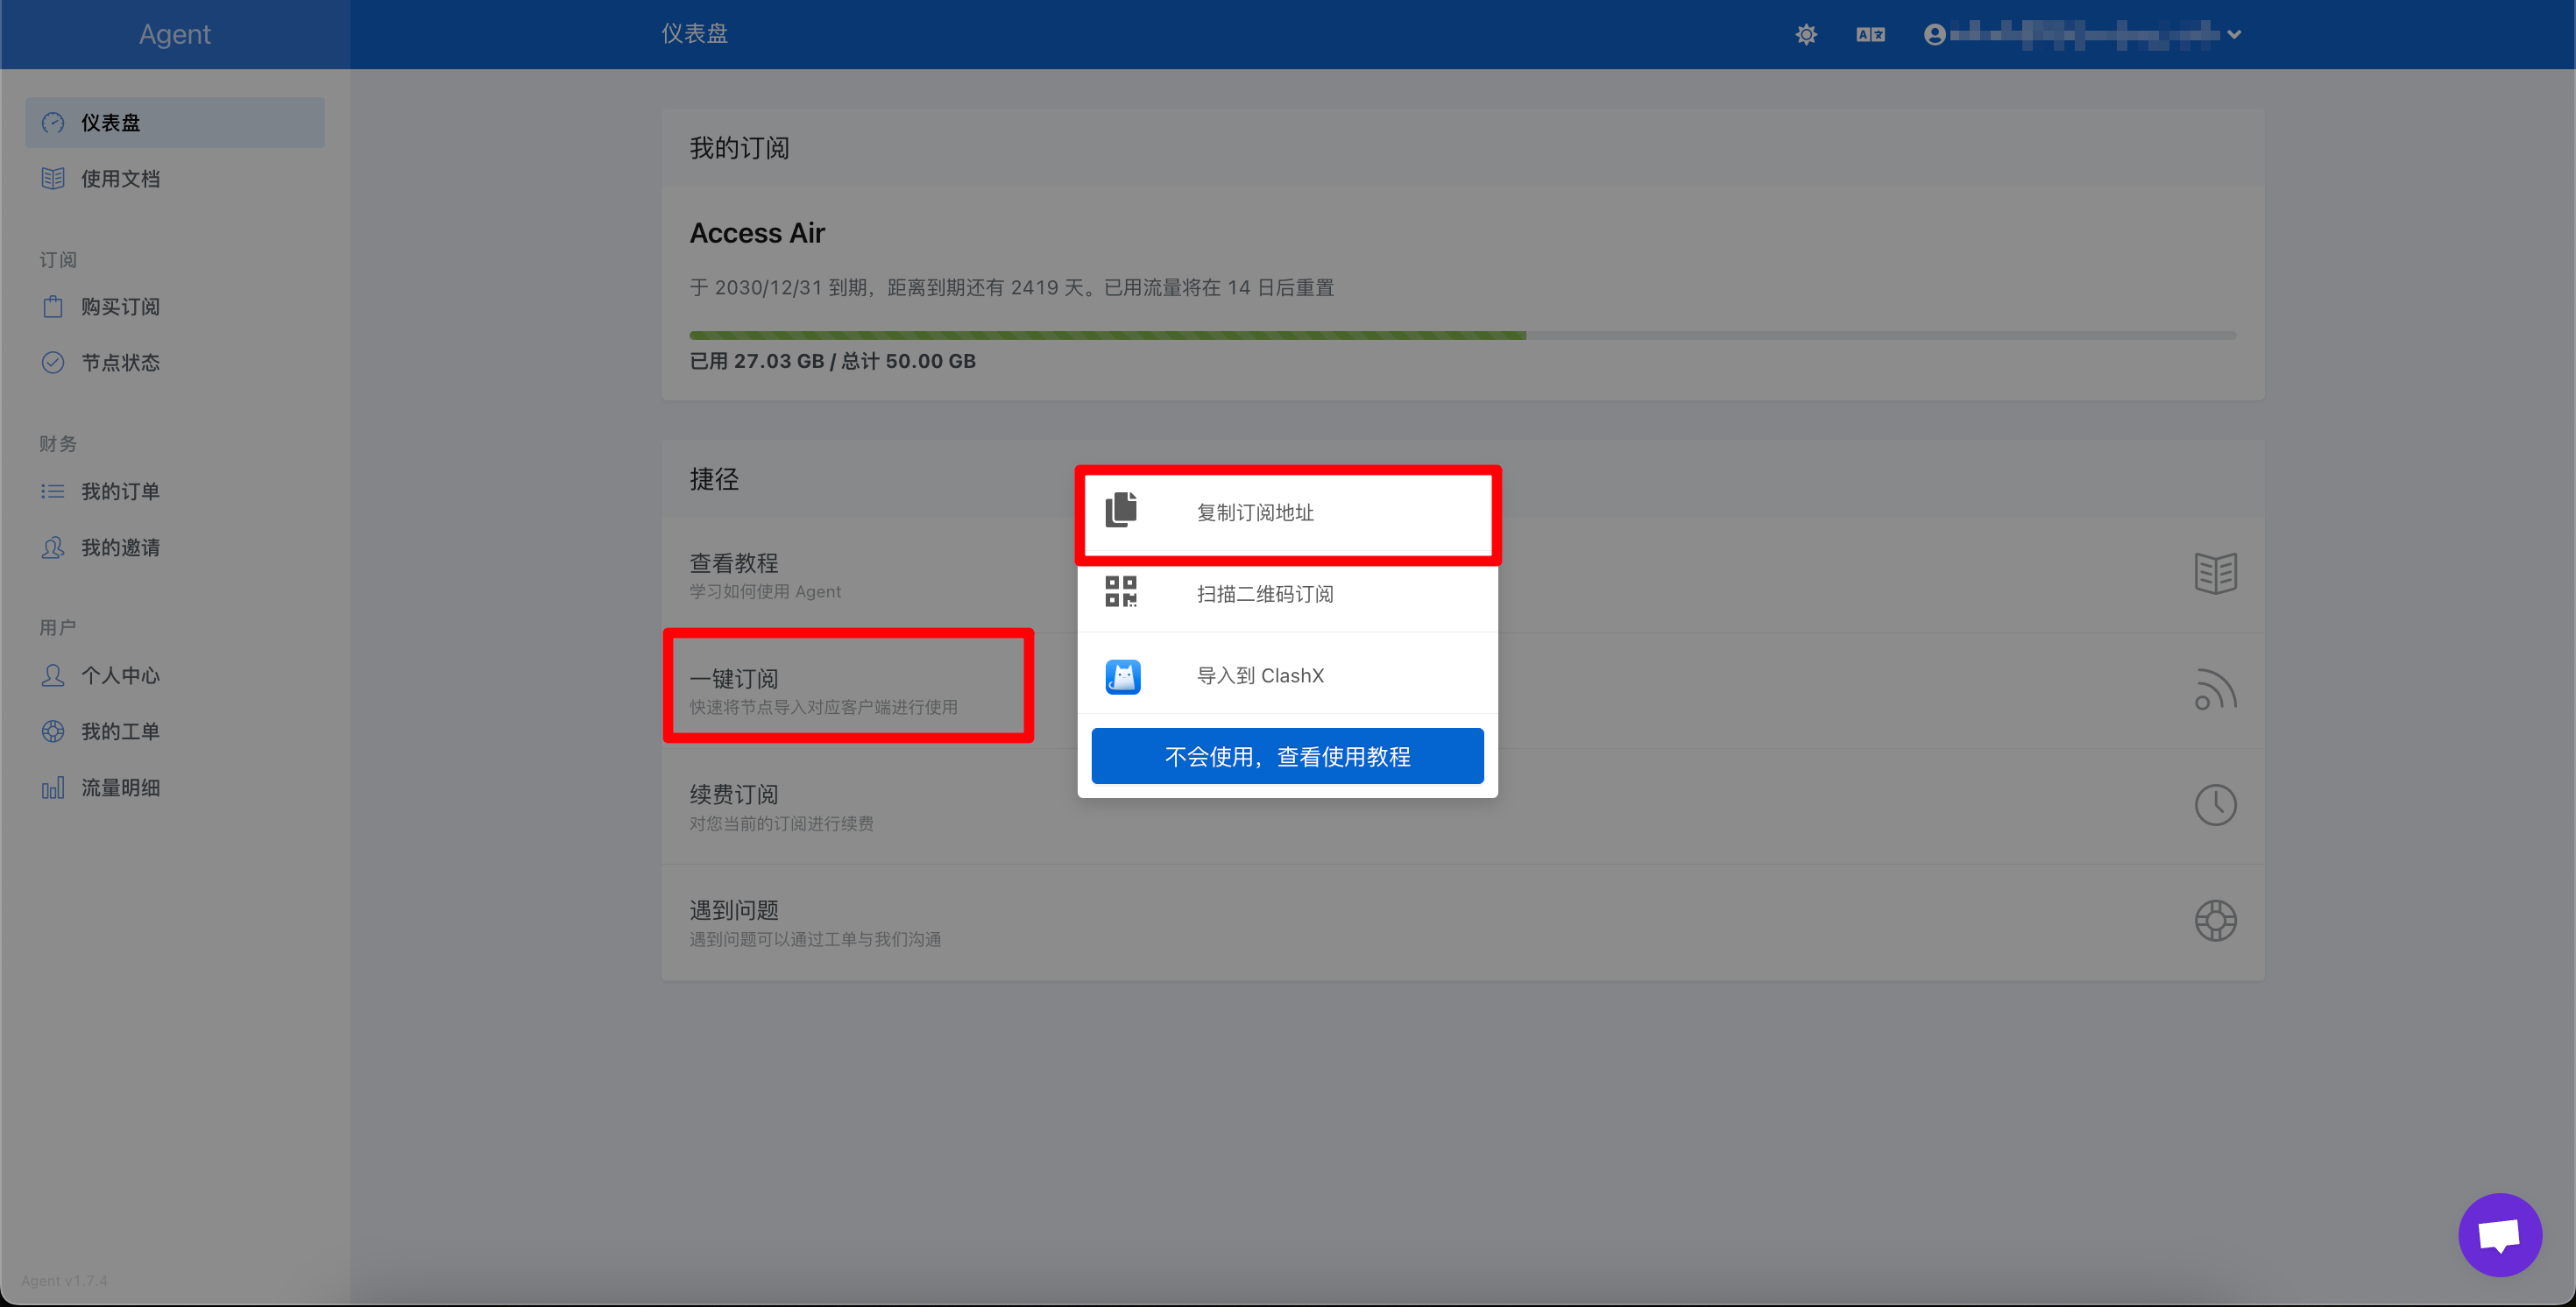 Agent
仪表盘
仪表盘
使用文档
订阅
购买订阅
节点状态
财务
我的订单
我的邀请
用户
个人中心
我的工单
流量明细
Agent v1.7.4
我的订阅
Access Air
于 2030/12/31 到期，距离到期还有 2419 天。已用流量将在 14 日后重置
已用 27.03 GB / 总计 50.00 GB
捷径
查看教程
学习如何使用 Agent
一键订阅
快速将节点导入对应客户端进行使用
续费订阅
对您当前的订阅进行续费
遇到问题
遇到问题可以通过工单与我们沟通
复制订阅地址
扫描二维码订阅
导入到 ClashX
不会使用，查看使用教程